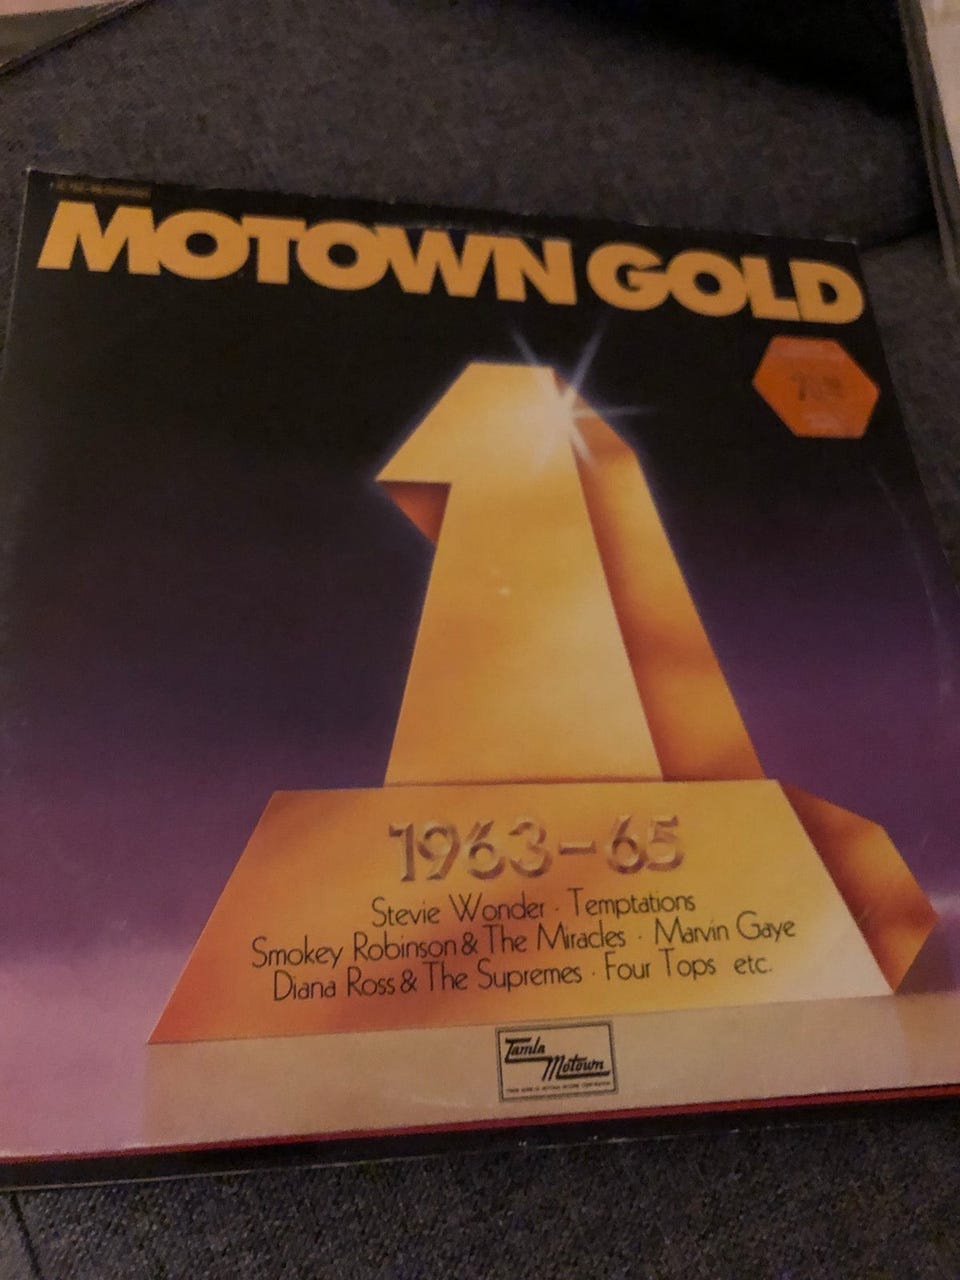 MOTOWN GOLD
1963-65
Stevie Wonder · Temptations
Smokey Robinson & The Miracles · Marvin Gaye
Diana Ross & The Supremes · Four Tops etc.
Tamla
Motown